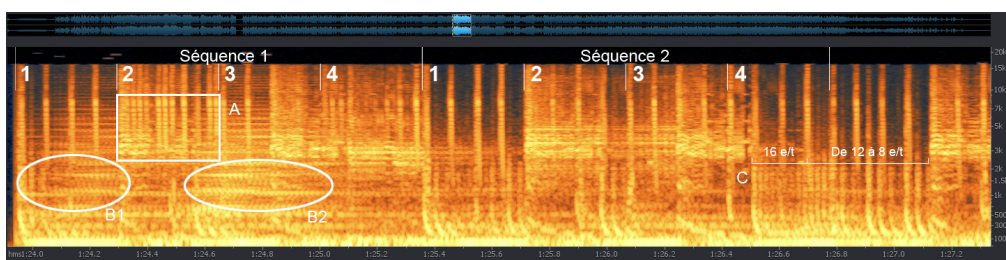 Séquence 1 Séquence 2
1 2 3 4 1 2 3 4
A
16 e/t De 12 à 8 e/t
C
B1 B2
-20k
-15k
-10k
-7k
-5k
-3k
-2k
-1.5k
-1k
-500
-300
-100
hms1:24.0 1:24.2 1:24.4 1:24.6 1:24.8 1:25.0 1:25.2 1:25.4 1:25.6 1:25.8 1:26.0 1:26.2 1:26.4 1:26.6 1:26.8 1:27.0 1:27.2